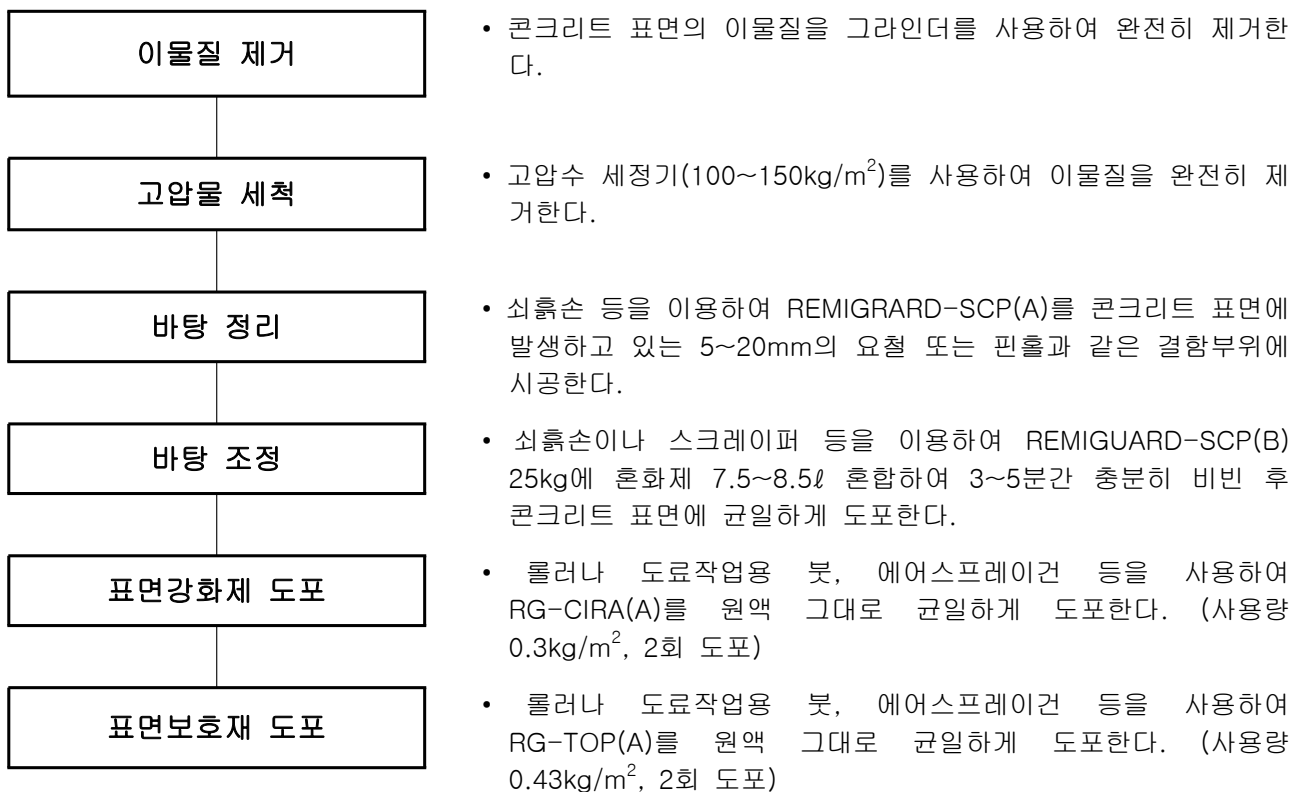 이물질 제거
• 콘크리트 표면의 이물질을 그라인더를 사용하여 완전히 제거한
다.
고압물 세척
• 고압수 세정기(100~150kg/m²)를 사용하여 이물질을 완전히 제
거한다.
바탕 정리
• 쇠흙손 등을 이용하여 REMIGRARD-SCP(A)를 콘크리트 표면에
발생하고 있는 5~20mm의 요철 또는 핀홀과 같은 결함부위에
시공한다.
바탕 조정
• 쇠흙손이나 스크레이퍼 등을 이용하여 REMIGUARD-SCP(B)
25kg에 혼화제 7.5~8.5ℓ 혼합하여 3~5분간 충분히 비빈 후
콘크리트 표면에 균일하게 도포한다.
표면강화제 도포
• 롤러나 도료작업용 붓, 에어스프레이건 등을 사용하여
RG-CIRA(A)를 원액 그대로 균일하게 도포한다. (사용량
0.3kg/m², 2회 도포)
표면보호재 도포
• 롤러나 도료작업용 붓, 에어스프레이건 등을 사용하여
RG-TOP(A)를 원액 그대로 균일하게 도포한다. (사용량
0.43kg/m², 2회 도포)